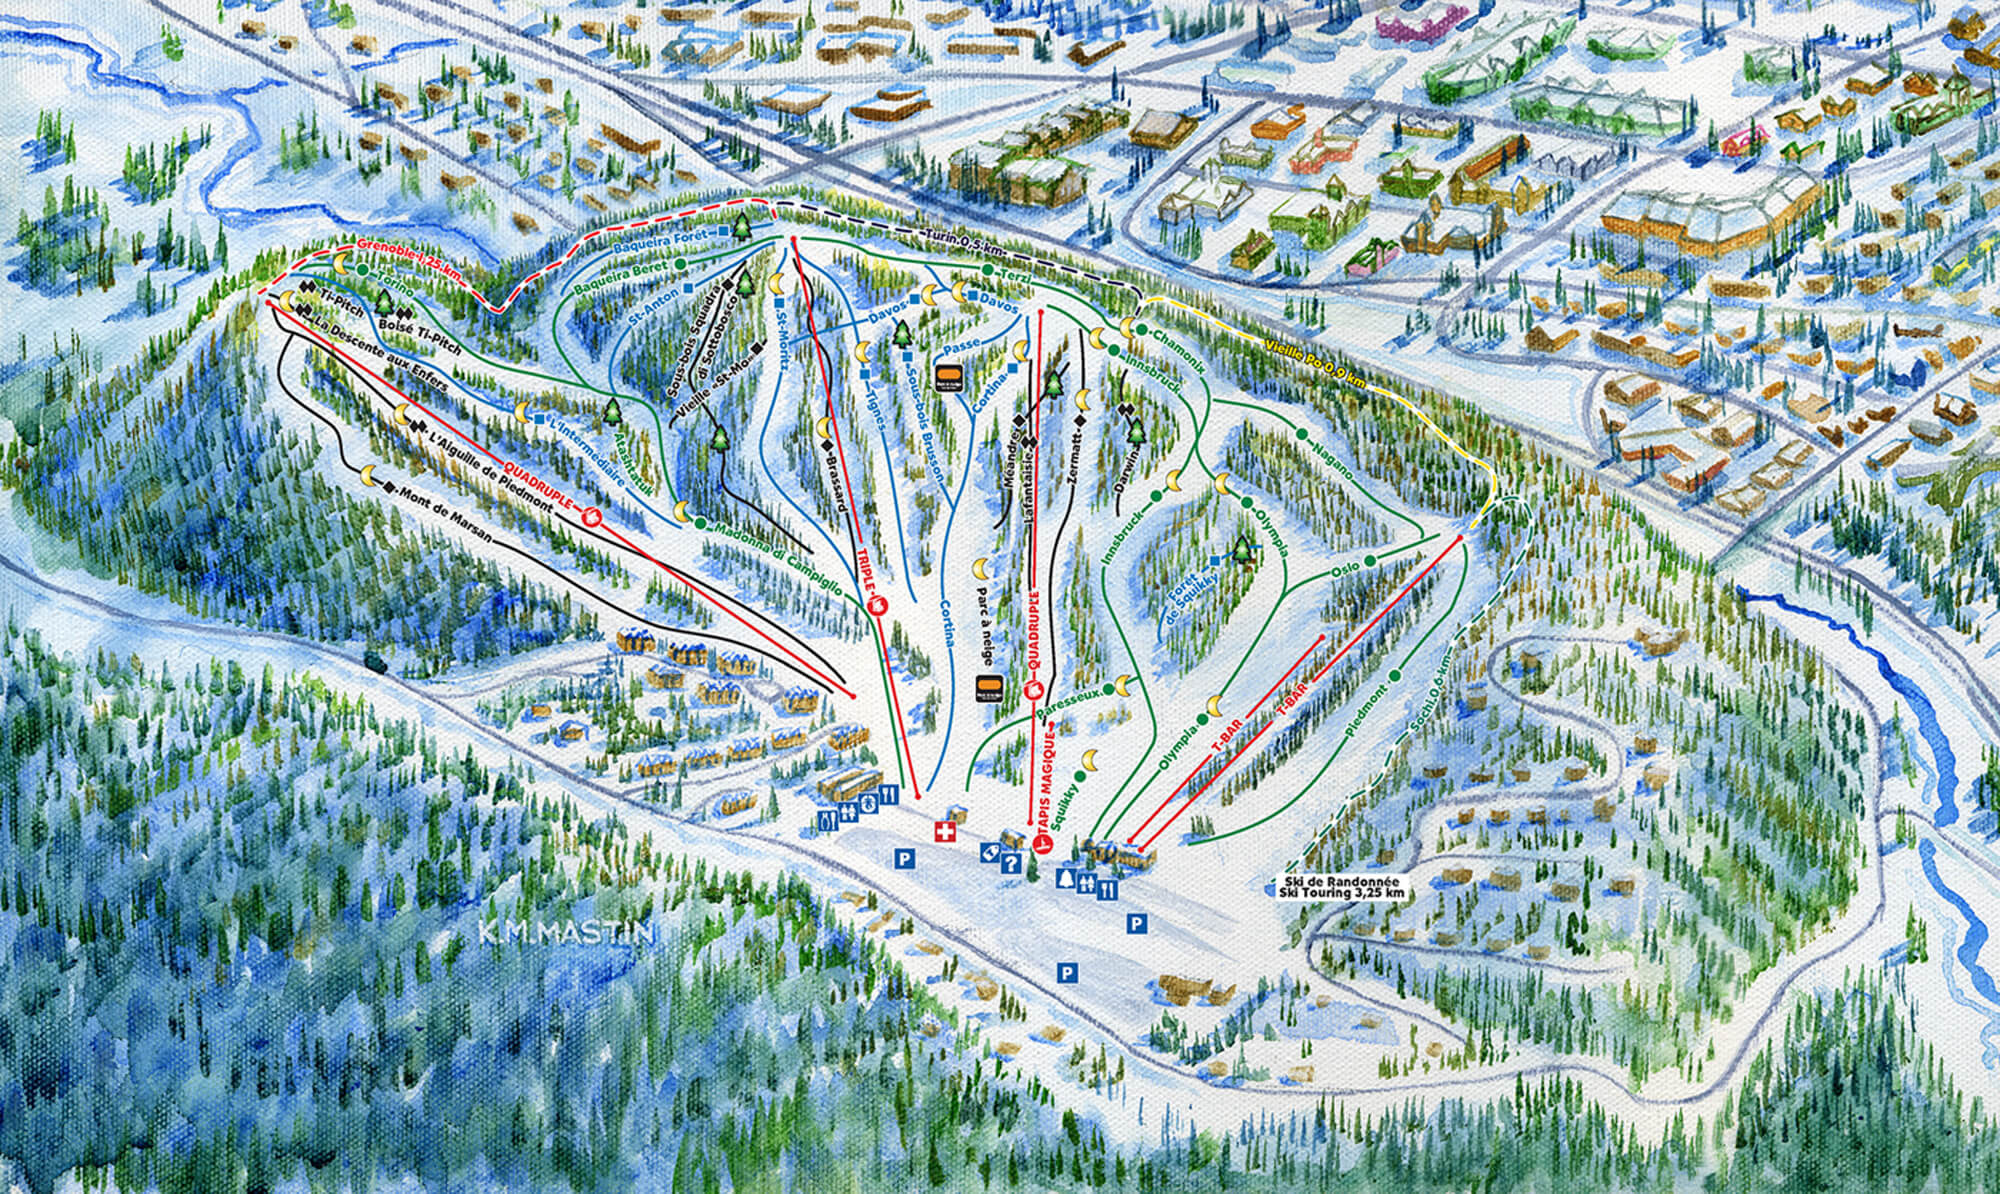 Baqueira Forêt
Turin 0,5 km
Grenoble 1,25 km
Torino
Baqueira Beret
Terzi
Ti-Pitch
St-Anton
Sous-bois Squadra
di Sottobosco
St-Moritz
Davos
Davos
Boisé Ti-Pitch
La Descente aux Enfers
Vieille «St-Mo»
Passe
Chamonix
Innsbruck
Vieille Po 0,9 km
Tignes
Sous-bois Brusson
Cortina
L'Aiguille de Piedmont
QUADRUPLE
L'Intermédiaire
Arashtatuk
Brassard
Méandre
Lafantaisie
Zermatt
Darwin
Nagano
Mont de Marsan
Madonna di Campiglio
TRIPLE
Innsbruck
Olympia
Oslo
Forêt
de Squikky
Cortina
Parc à neige
QUADRUPLE
Paresseux
Olympia
T-BAR
T-BAR
Piedmont
Sochi 0,6 km
TAPIS MAGIQUE
Squikky
P
?
Ski de Randonnée
Ski Touring 3,25 km
P
P
K.M.MASTIN